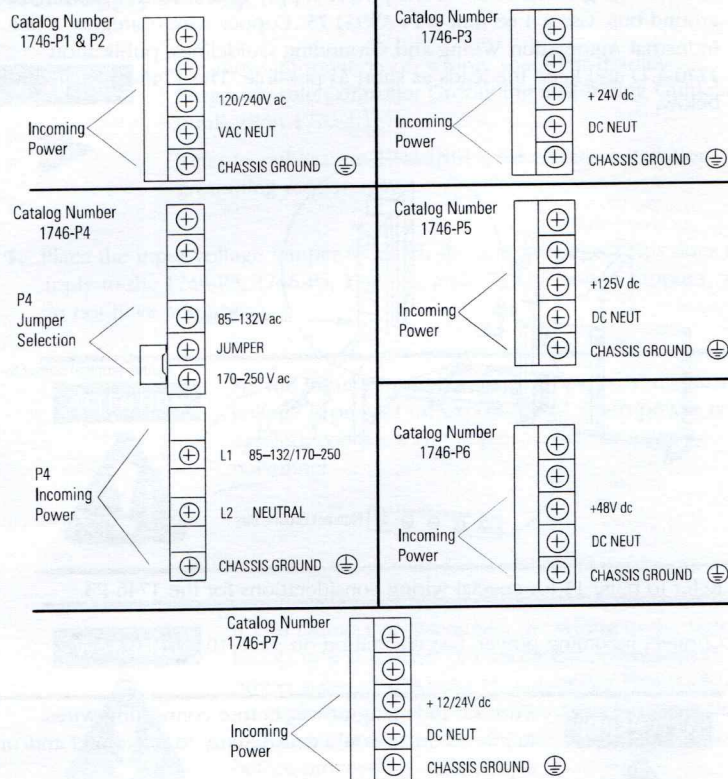 Catalog Number
1746-P1 & P2
120/240V ac
VAC NEUT
CHASSIS GROUND
Incoming
Power
Catalog Number
1746-P3
+ 24V dc
DC NEUT
CHASSIS GROUND
Incoming
Power
Catalog Number
1746-P4
P4
Jumper
Selection
85–132V ac
JUMPER
170–250 V ac
P4
Incoming
Power
L1 85–132/170–250
L2 NEUTRAL
CHASSIS GROUND
Catalog Number
1746-P5
+125V dc
DC NEUT
CHASSIS GROUND
Incoming
Power
Catalog Number
1746-P6
+48V dc
DC NEUT
CHASSIS GROUND
Incoming
Power
Catalog Number
1746-P7
+ 12/24V dc
DC NEUT
CHASSIS GROUND
Incoming
Power